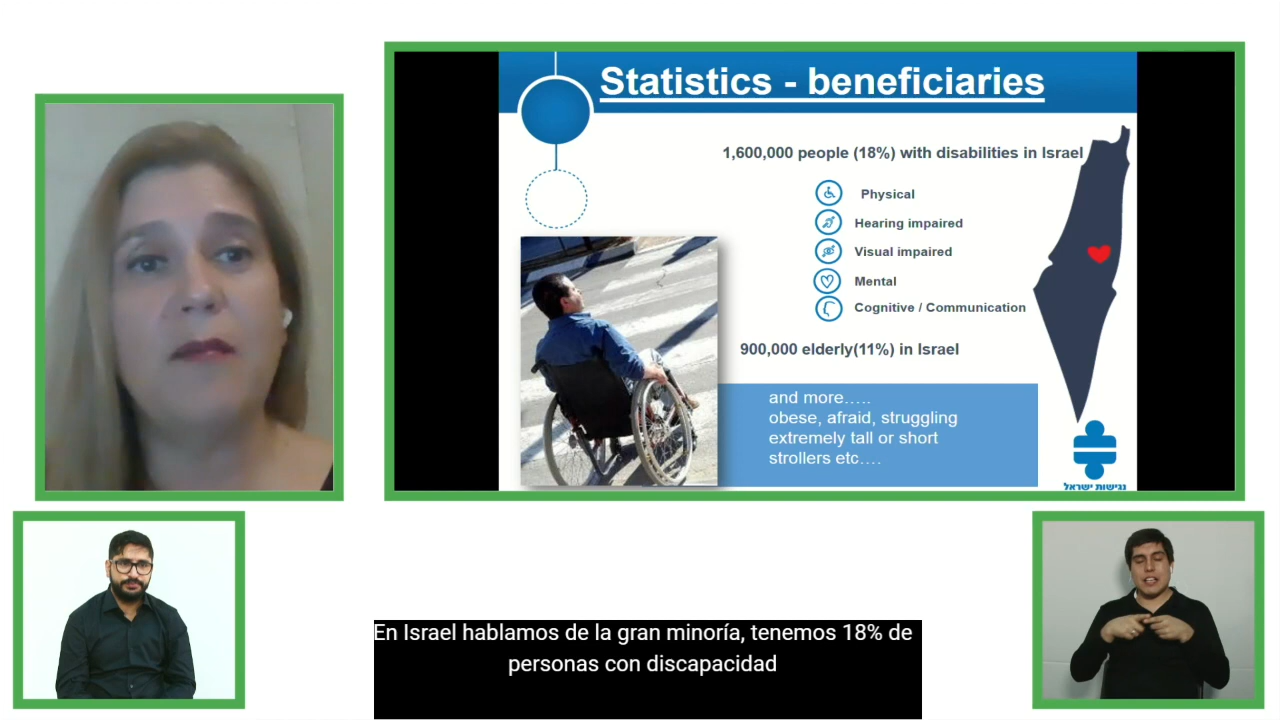 Statistics - beneficiaries
1,600,000 people (18%) with disabilities in Israel
Physical
Hearing impaired
Visual impaired
Mental
Cognitive / Communication
900,000 elderly(11%) in Israel
and more…..
obese, afraid, struggling
extremely tall or short
strollers etc….
נגישות ישראל
En Israel hablamos de la gran minoría, tenemos 18% de
personas con discapacidad